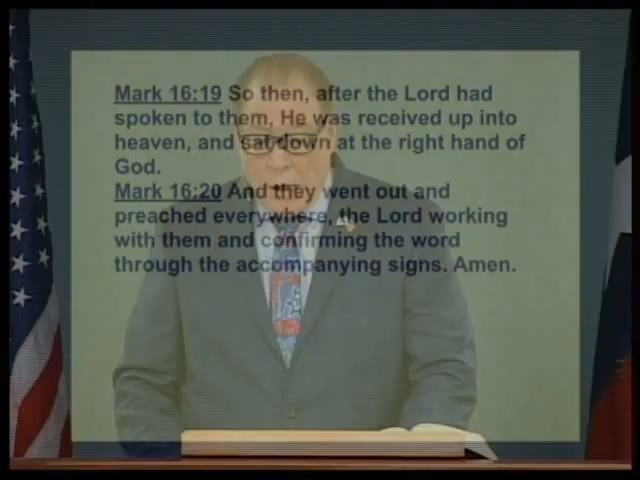 Mark 16:19 So then, after the Lord had
spoken to them, He was received up into
heaven, and sat down at the right hand of
God.
Mark 16:20 And they went out and
preached everywhere, the Lord working
with them and confirming the word
through the accompanying signs. Amen.